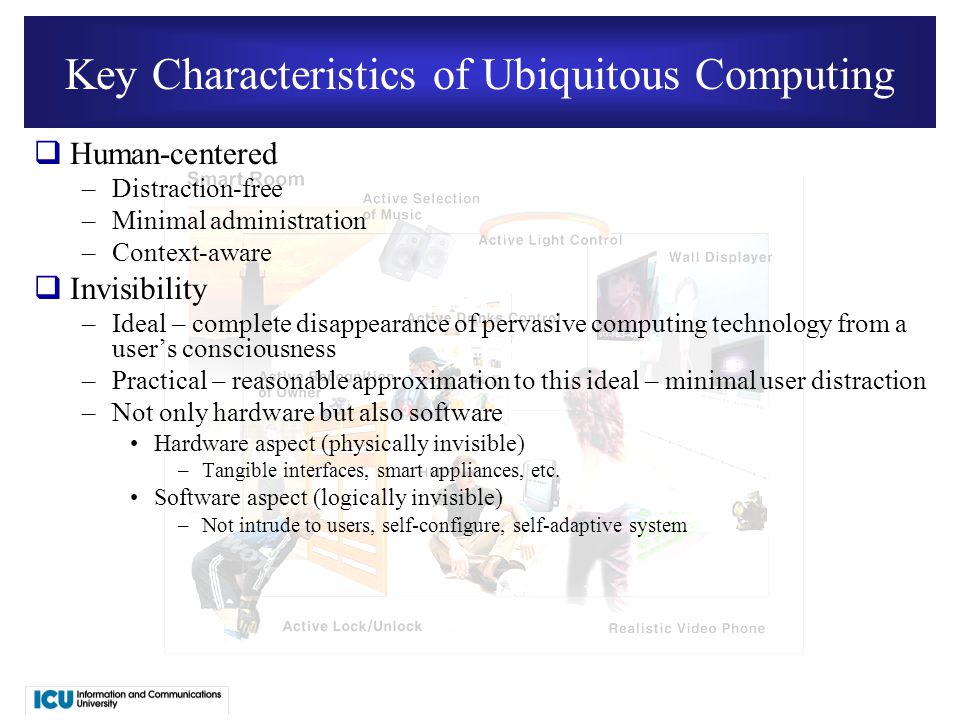 Key Characteristics of Ubiquitous Computing
Human-centered
– Distraction-free
– Minimal administration
– Context-aware
Invisibility
– Ideal – complete disappearance of pervasive computing technology from a
user's consciousness
– Practical – reasonable approximation to this ideal – minimal user distraction
– Not only hardware but also software
• Hardware aspect (physically invisible)
– Tangible interfaces, smart appliances, etc.
• Software aspect (logically invisible)
– Not intrude to users, self-configure, self-adaptive system
Smart Room
Active Selection
of Music
Active Light Control
Wall Displayer
Active Drinks Control
Active Recognition
of Owner
Active Lock/Unlock
Realistic Video Phone
ICU Information and Communications
University